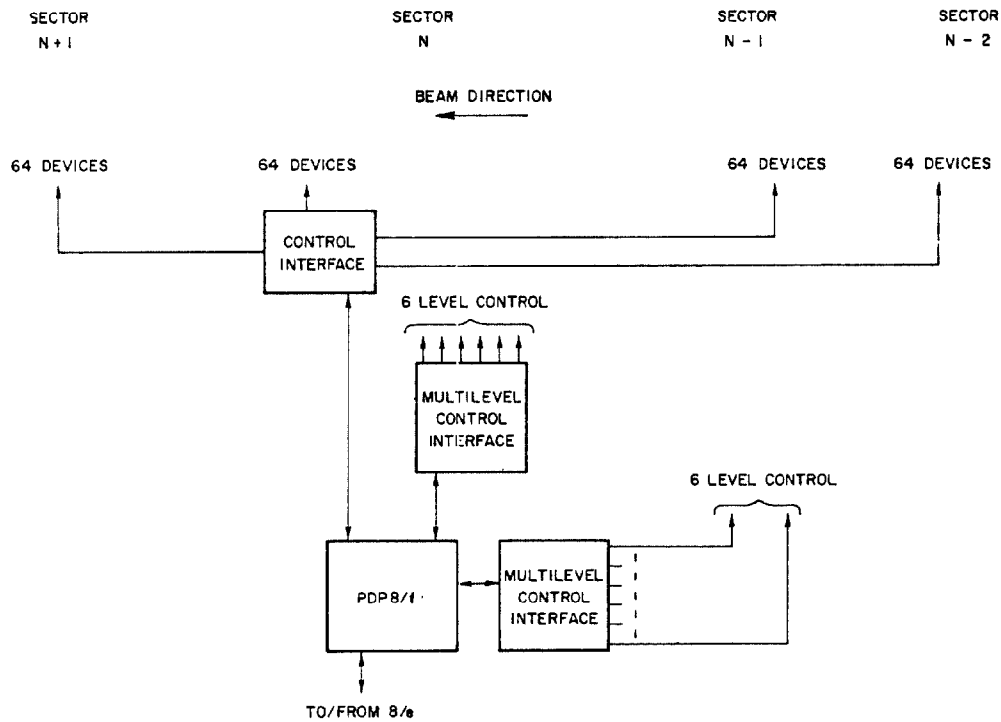 SECTOR
N + 1
SECTOR
N
SECTOR
N - 1
SECTOR
N - 2
BEAM DIRECTION
64 DEVICES
64 DEVICES
64 DEVICES
64 DEVICES
CONTROL
INTERFACE
6 LEVEL CONTROL
MULTILEVEL
CONTROL
INTERFACE
6 LEVEL CONTROL
PDP8/f
MULTILEVEL
CONTROL
INTERFACE
TO/FROM 8/e